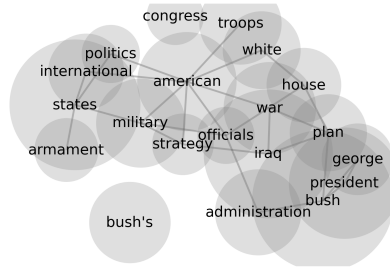 congress
troops
white
politics
international
american
house
states
war
military
officials
plan
strategy
armament
iraq
george
president
bush
administration
bush's